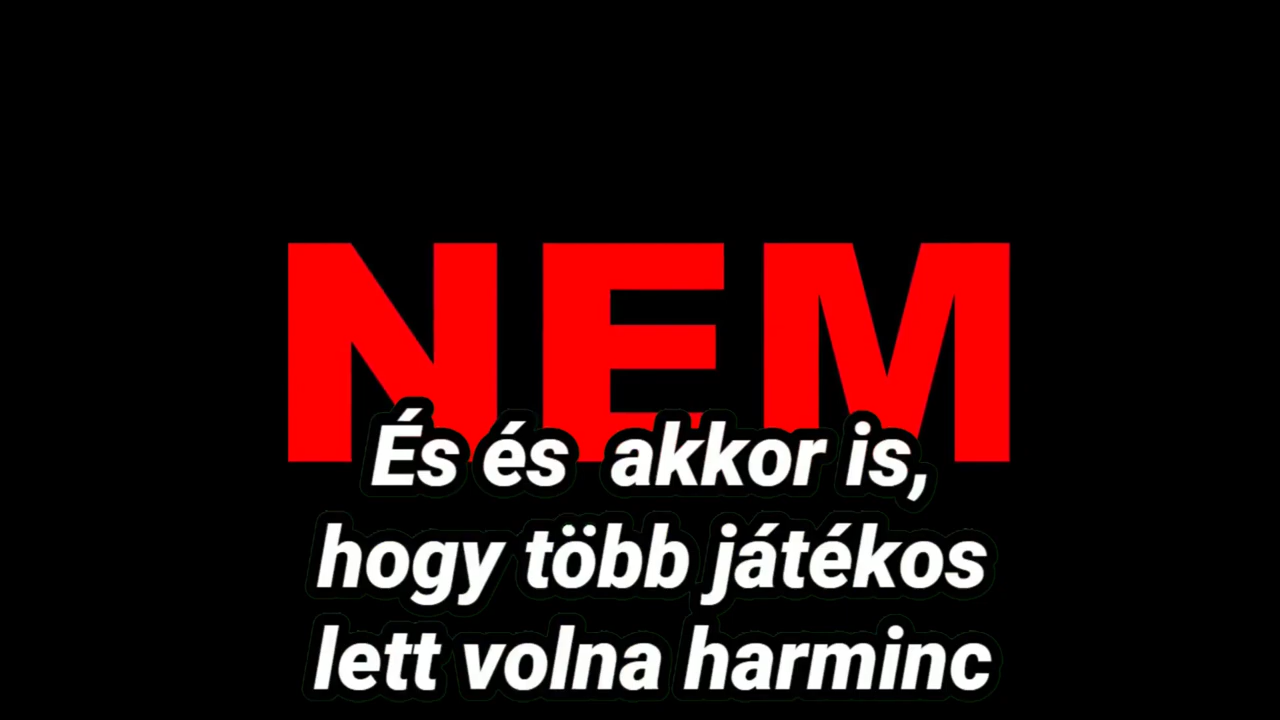 NEM
És és  akkor is,
hogy több játékos
lett volna harminc